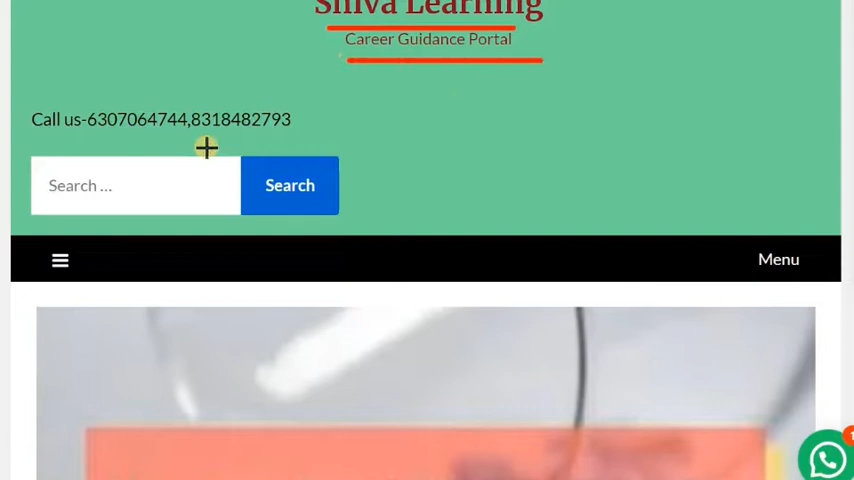 Shiva Learning
Career Guidance Portal
Call us-6307064744,8318482793
Search ...
Search
Menu